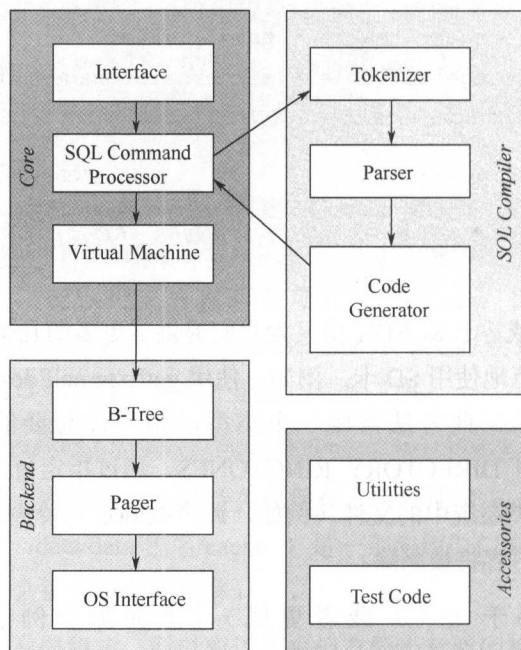 Core
Interface
SQL Command
Processor
Virtual Machine
Tokenizer
Parser
Code
Generator
SOL Compiler
Backend
B-Tree
Pager
OS Interface
Utilities
Test Code
Accessories